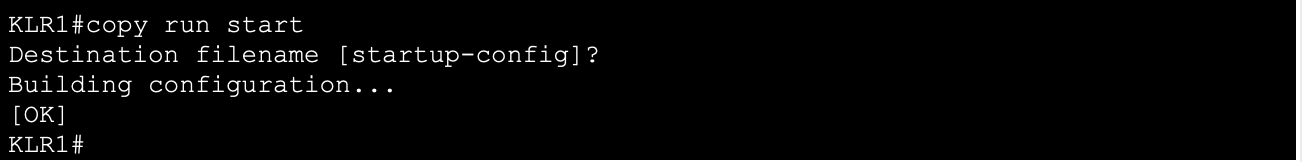 KLR1#copy run start
Destination filename [startup-config]?
Building configuration...
[OK]
KLR1#